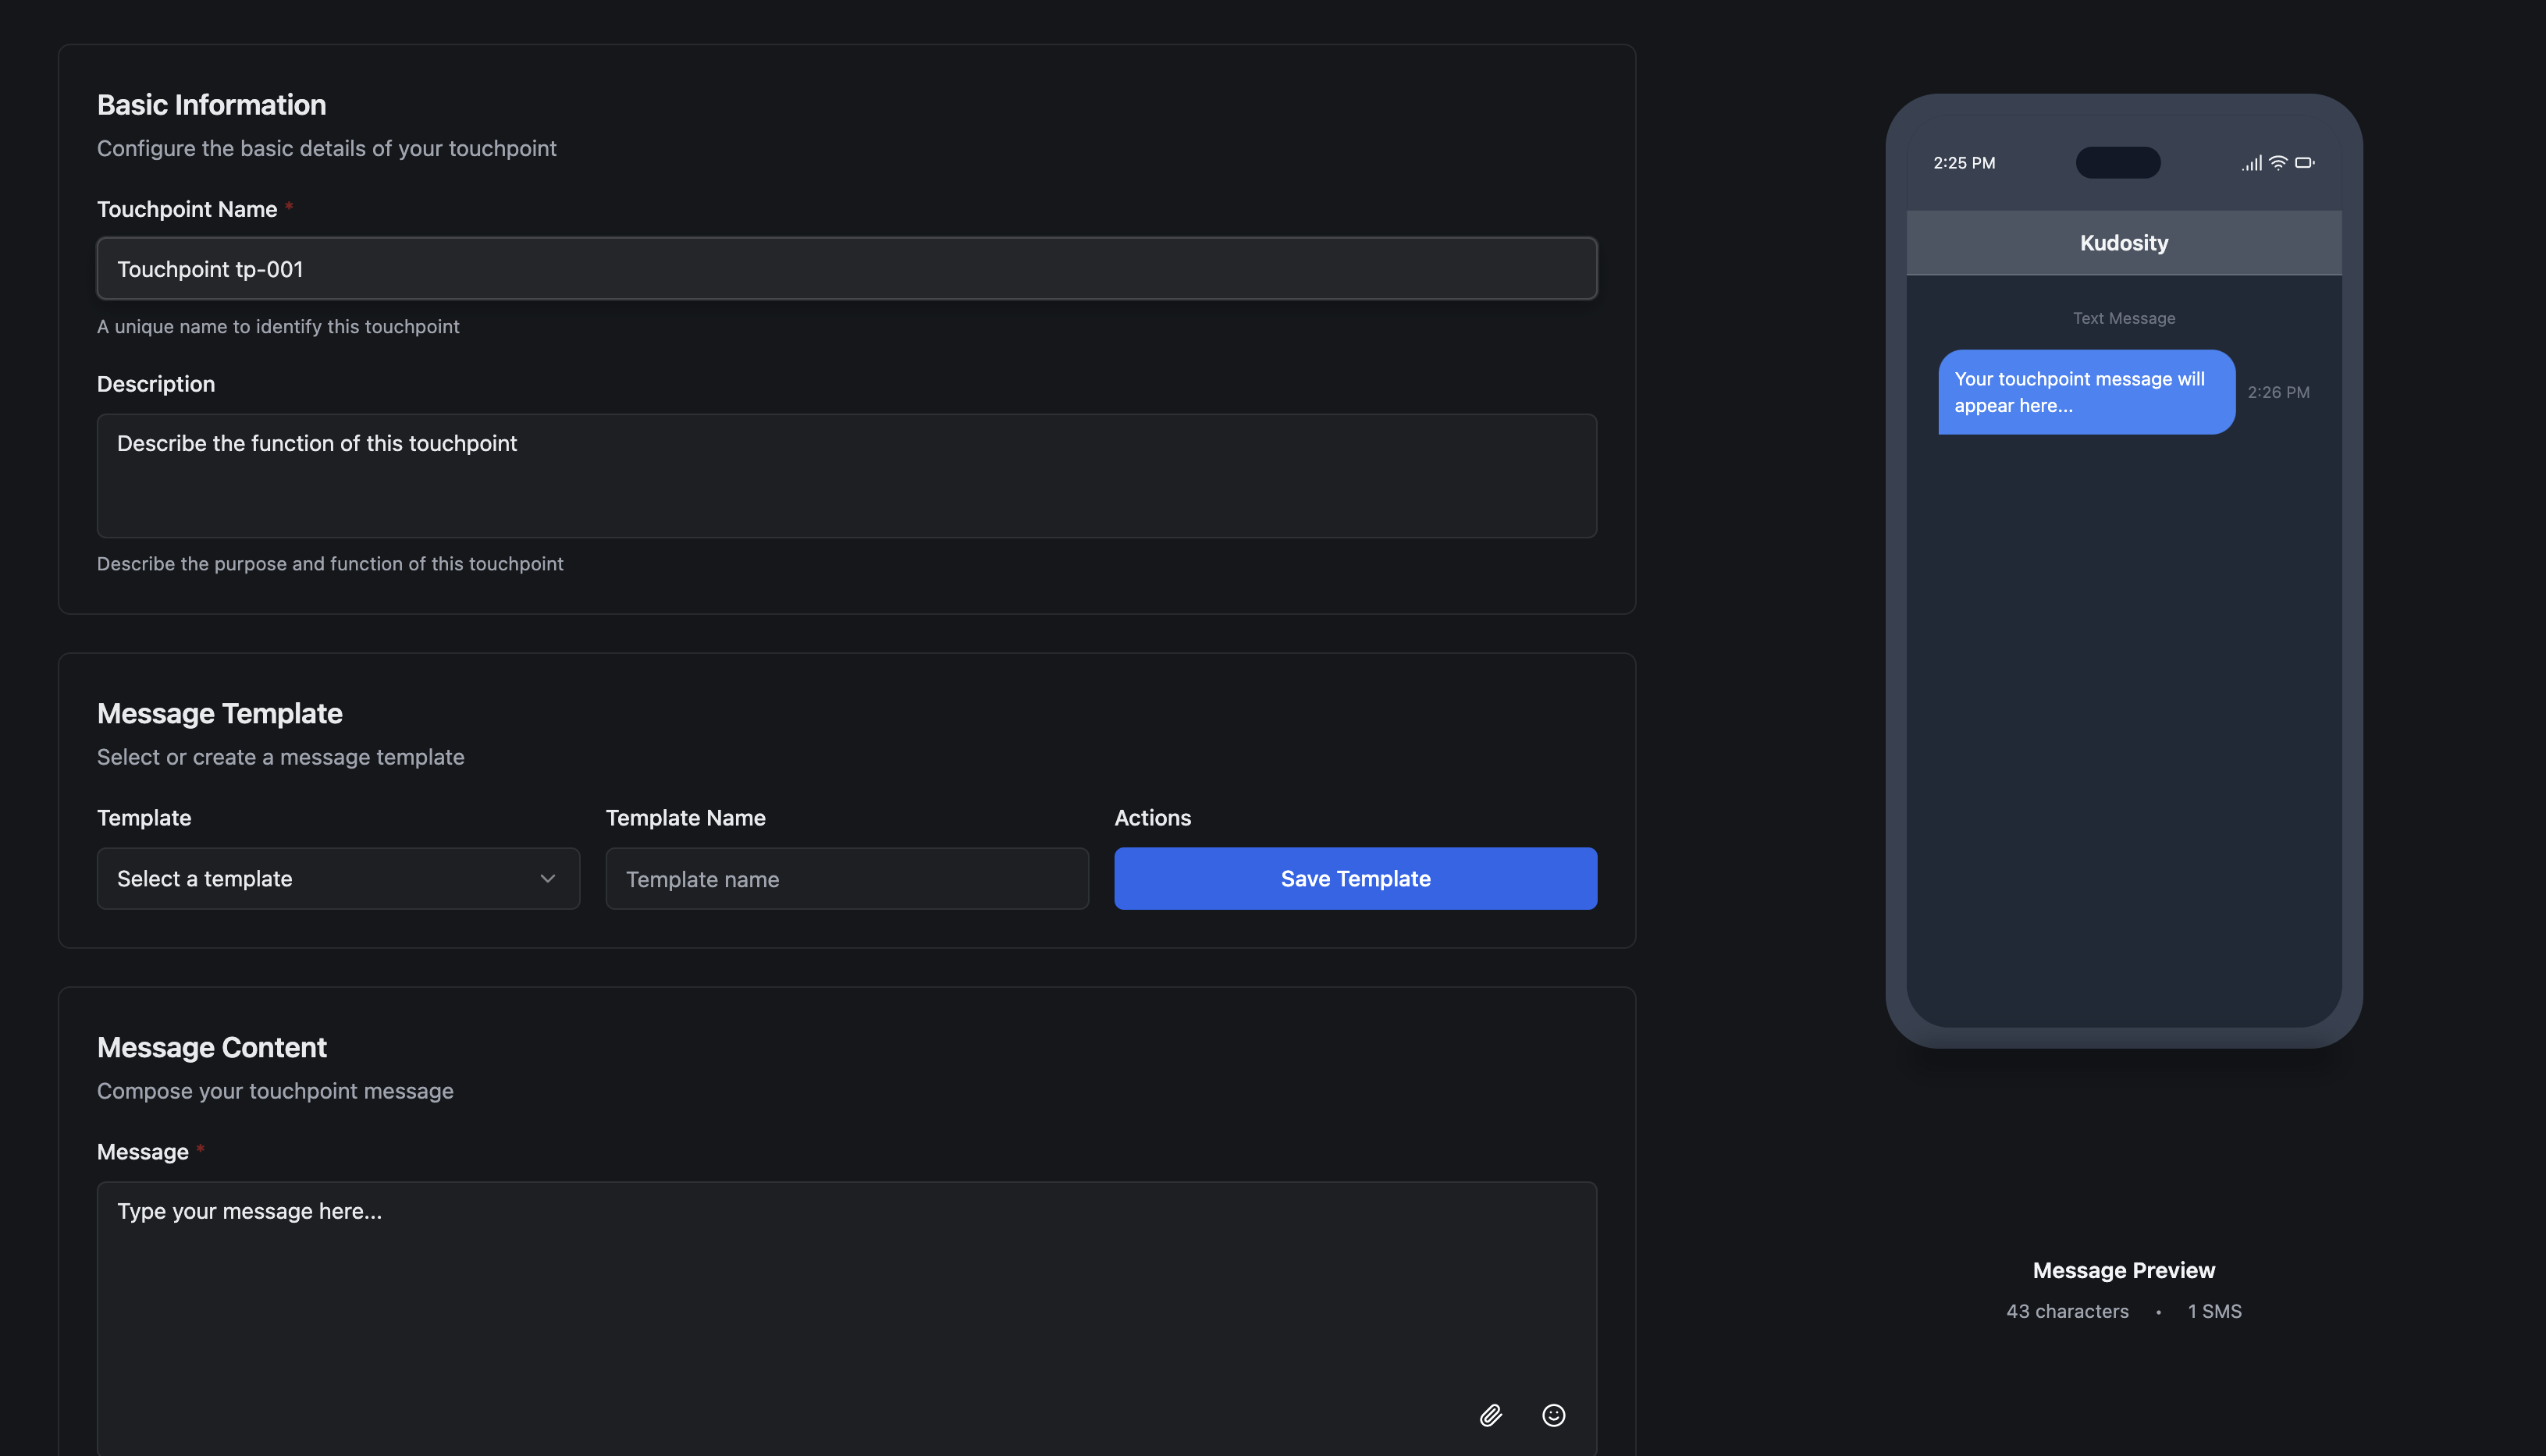 Basic Information
Configure the basic details of your touchpoint
Touchpoint Name *
Touchpoint tp-001
A unique name to identify this touchpoint
Description
Describe the function of this touchpoint
Describe the purpose and function of this touchpoint
Message Template
Select or create a message template
Template Template Name Actions
Select a template Template name Save Template
Message Content
Compose your touchpoint message
Message *
Type your message here...
2:25 PM
Kudosity
Text Message
Your touchpoint message will
appear here...
2:26 PM
Message Preview
43 characters • 1 SMS